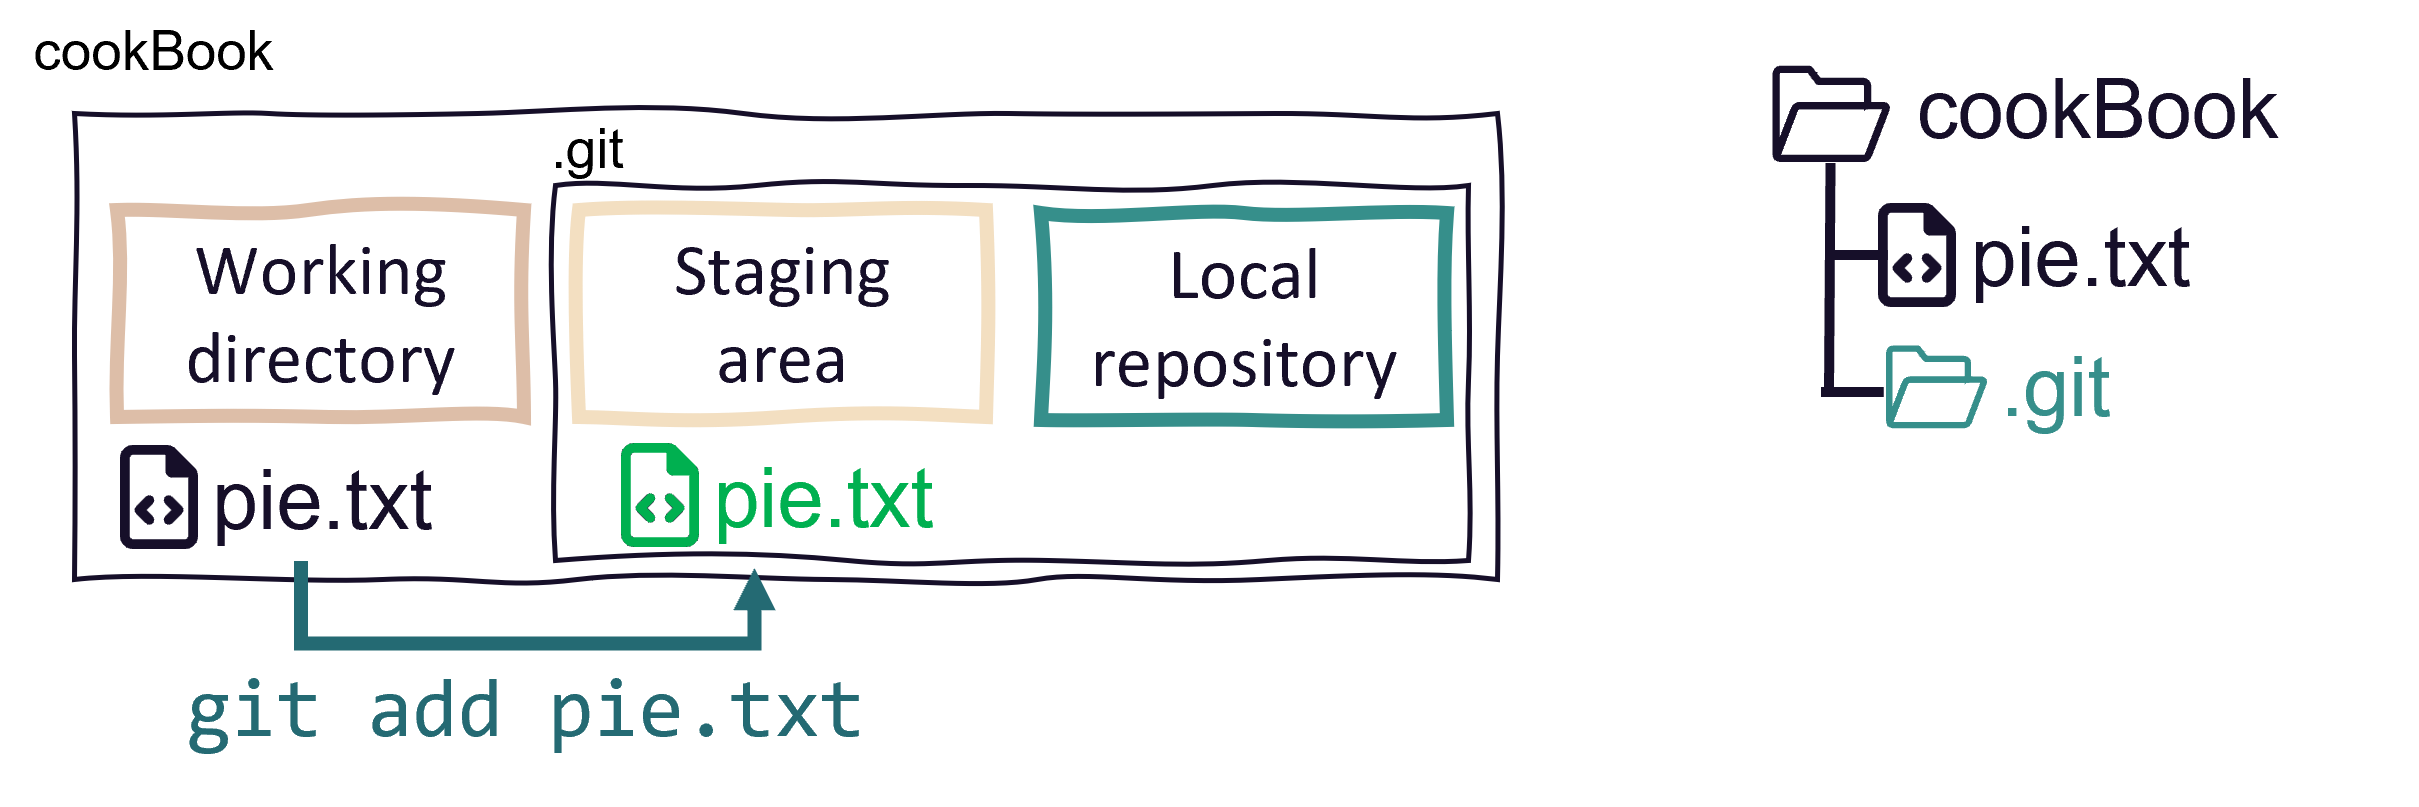 cookBook
.git
Working
directory
Staging
area
Local
repository
pie.txt
pie.txt
git add pie.txt
cookBook
pie.txt
.git